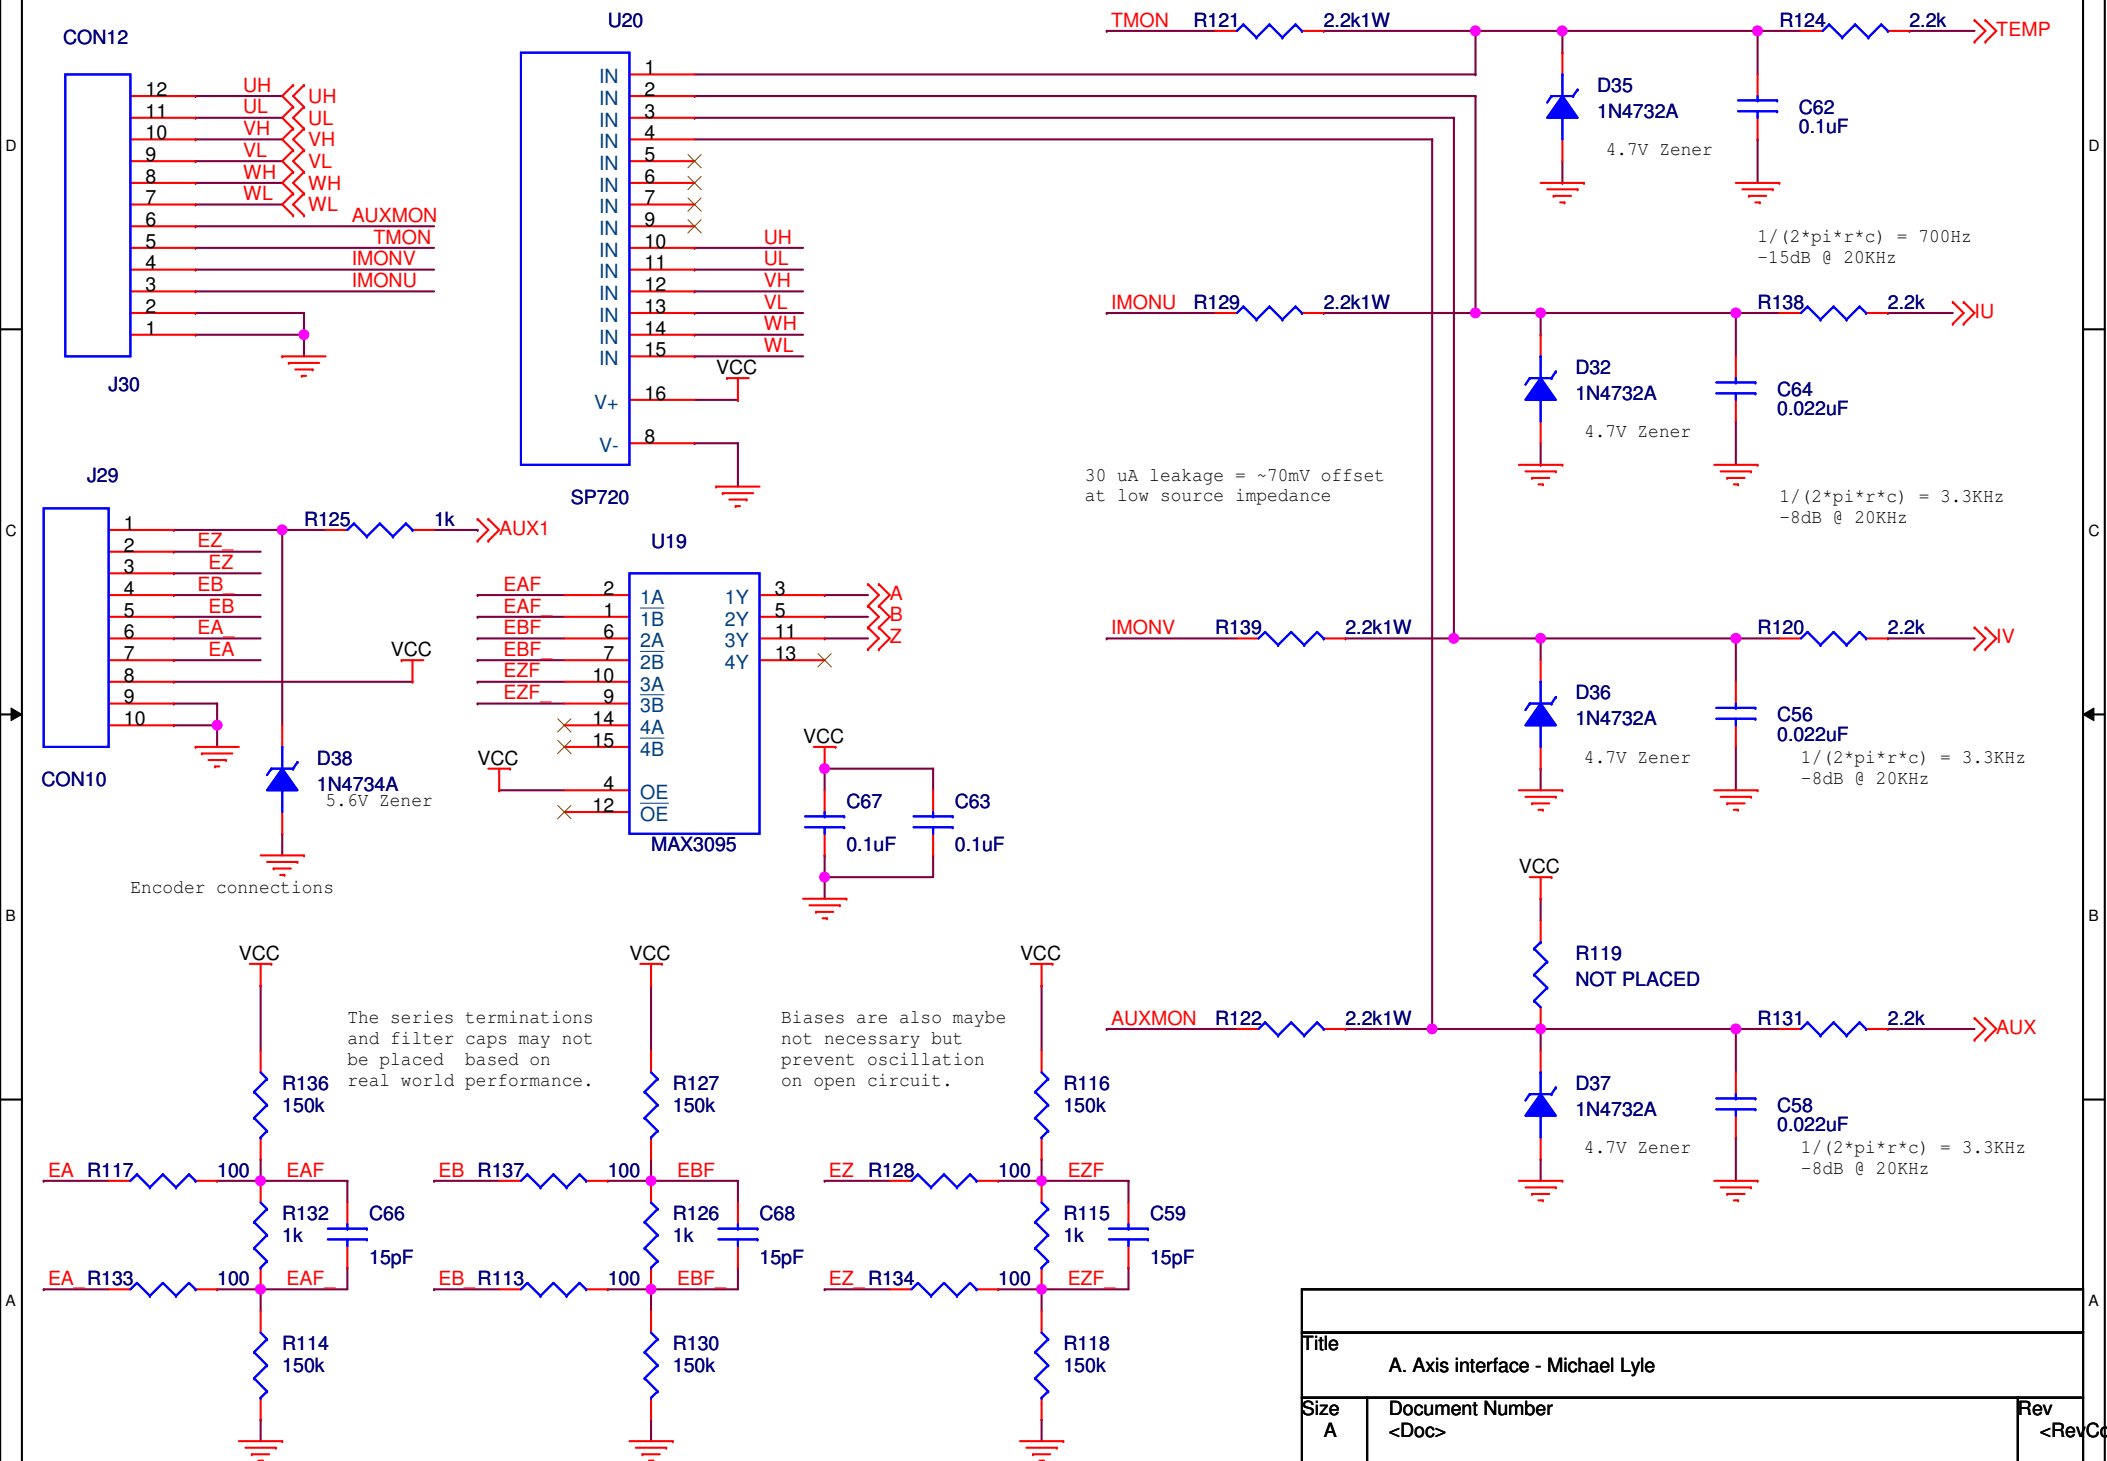 CON12
12 UH UH
11 UL UL
10 VH VH
9 VL VL
8 WH WH
7 WL WL
6 AUXMON
5 TMON
4 IMONV
3 IMONU
2
1
J30
U20
IN 1
IN 2
IN 3
IN 4
IN 5
IN 6
IN 7
IN 9
IN 10 UH
IN 11 UL
IN 12 VH
IN 13 VL
IN 14 WH
IN 15 WL
VCC
V+ 16
V- 8
SP720
TMON R121 2.2k1W R124 2.2k TEMP
D35
1N4732A
4.7V Zener
C62
0.1uF
1/(2*pi*r*c) = 700Hz
-15dB @ 20KHz
IMONU R129 2.2k1W R138 2.2k IU
D32
1N4732A
4.7V Zener
C64
0.022uF
30 uA leakage = ~70mV offset
at low source impedance
1/(2*pi*r*c) = 3.3KHz
-8dB @ 20KHz
IMONV R139 2.2k1W R120 2.2k IV
D36
1N4732A
4.7V Zener
C56
0.022uF
1/(2*pi*r*c) = 3.3KHz
-8dB @ 20KHz
VCC
R119
NOT PLACED
AUXMON R122 2.2k1W R131 2.2k AUX
D37
1N4732A
4.7V Zener
C58
0.022uF
1/(2*pi*r*c) = 3.3KHz
-8dB @ 20KHz
J29
1 R125 1k AUX1
2 EZ_
3 EZ
4 EB_
5 EB
6 EA_
7 EA
8 VCC
9
10
CON10
D38
1N4734A
5.6V Zener
Encoder connections
U19
EAF 2 1A 1Y 3 A
EAF_ 1 1B 2Y 5 B
EBF 6 2A 3Y 11 Z
EBF_ 7 2B 4Y 13
EZF 10 3A
EZF_ 9 3B
14 4A
15 4B
VCC
4 OE
12 OE
MAX3095
VCC
C67
0.1uF
C63
0.1uF
VCC
The series terminations
and filter caps may not
be placed  based on
real world performance.
R136
150k
EA R117 100 EAF
R132
1k
C66
15pF
EA_ R133 100 EAF_
R114
150k
VCC
R127
150k
EB R137 100 EBF
R126
1k
C68
15pF
EB_ R113 100 EBF_
R130
150k
VCC
Biases are also maybe
not necessary but
prevent oscillation
on open circuit.
R116
150k
EZ R128 100 EZF
R115
1k
C59
15pF
EZ_ R134 100 EZF_
R118
150k
D
C
B
A
D
C
B
A
Title
A. Axis interface - Michael Lyle
Size
A
Document Number
<Doc>
Rev
<RevCo